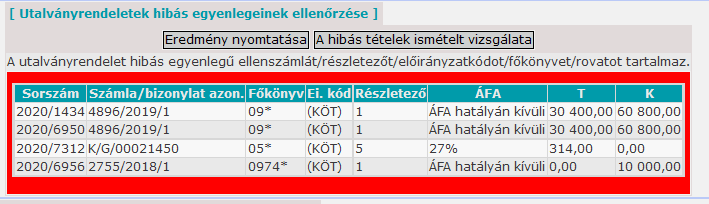 [ Utalványrendeletek hibás egyenlegeinek ellenőrzése ]
Eredmény nyomtatása A hibás tételek ismételt vizsgálata
A utalványrendelet hibás egyenlegű ellenszámlát/részletezőt/előirányzatkódot/főkönyvet/rovatot tartalmaz.
Sorszám Számla/bizonylat azon. Főkönyv Ei. kód Részletező ÁFA T K
2020/1434 4896/2019/1 09* (KÖT) 1 ÁFA hatályán kívüli 30 400,00 60 800,00
2020/6950 4896/2019/1 09* (KÖT) 1 ÁFA hatályán kívüli 30 400,00 60 800,00
2020/7312 K/G/00021450 05* (KÖT) 5 27% 314,00 0,00
2020/6956 2755/2018/1 0974* (KÖT) 1 ÁFA hatályán kívüli 0,00 10 000,00